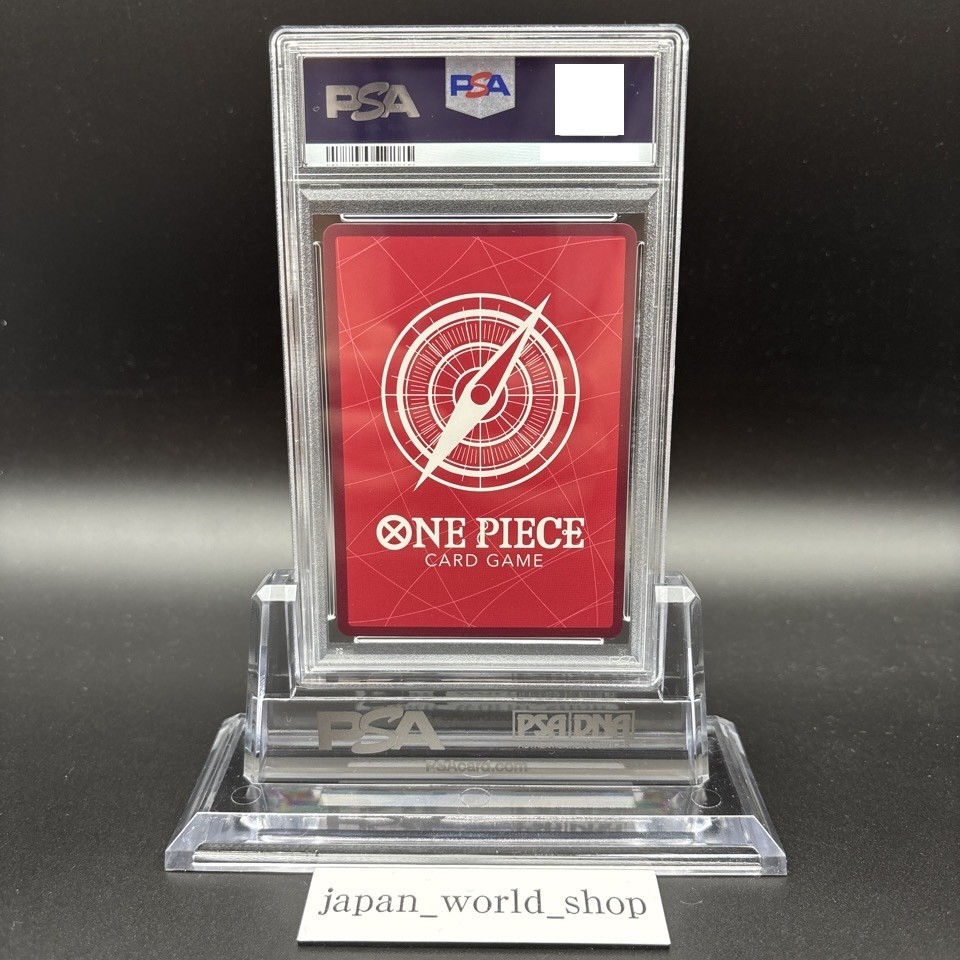 PSA
PSA
ONE PIECE
CARD GAME
PSA
PSA/DNA
PSAcard.com
japan_world_shop